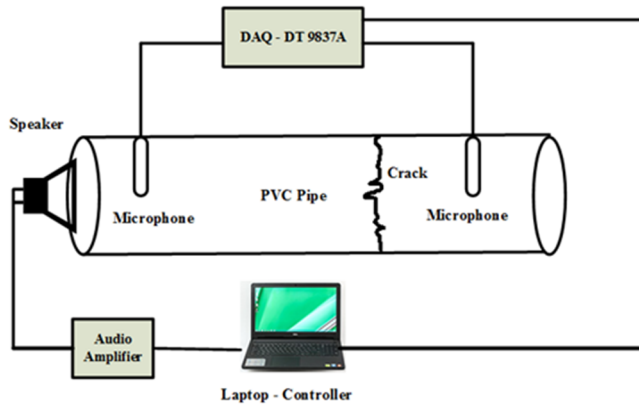 DAQ - DT 9837A
Speaker
Crack
PVC Pipe
Microphone
Microphone
Audio
Amplifier
Laptop - Controller